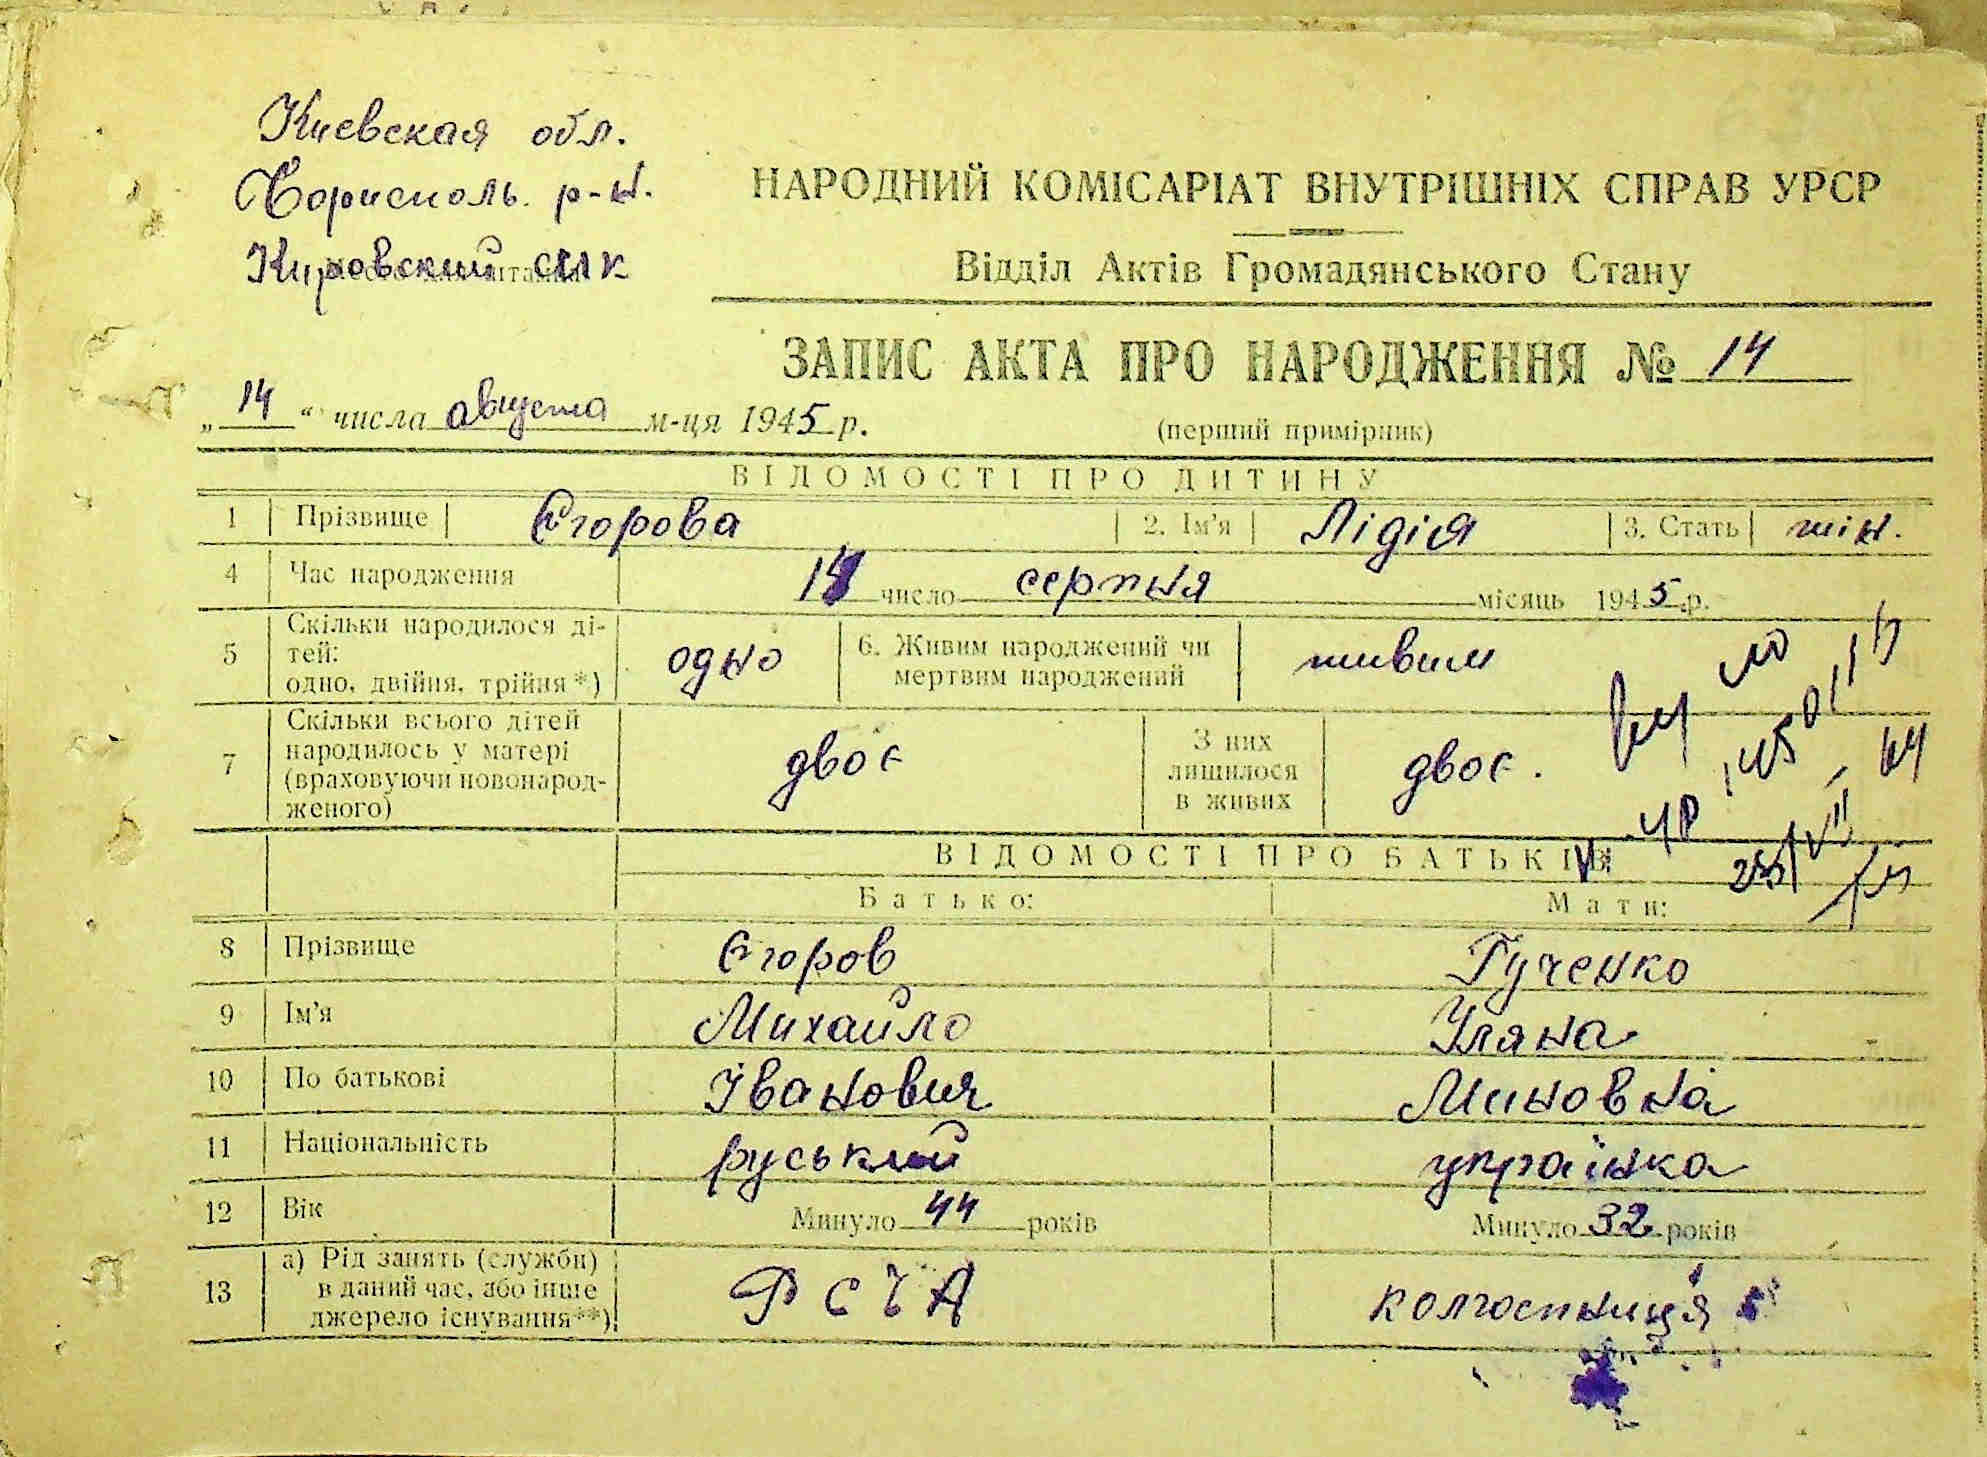 Киевская обл.
Борисполь. р-н.
Кировский с/к
НАРОДНИЙ КОМІСАРІАТ ВНУТРІШНІХ СПРАВ УРСР
Відділ Актів Громадянського Стану
ЗАПИС АКТА ПРО НАРОДЖЕННЯ № 14
„14“ числа августа м-ця 1945 р.
(перший примірник)
ВІДОМОСТІ ПРО ДИТИНУ
1 Прізвище Єгорова 2. Ім'я Лідія 3. Стать жін.
4 Час народження число серпня місяць 1945 р.
5 Скільки народилося ді-
тей:
одно, двійня, трійня*) одно 6. Живим народжений чи
мертвим народжений живим
7 Скільки всього дітей
народилось у матері
(враховуючи новонарод-
женого) двоє З них
лишилося
в живих двоє.
ВІДОМОСТІ ПРО БАТЬКІВ:
Батько: Мати:
8 Прізвище Єгоров Гученко
9 Ім'я Михайло Уляна
10 По батькові Іванович Миновна
11 Національність руський українка
12 Вік Минуло 44 років Минуло 32 років
13 а) Рід занять (служби)
в даний час, або інше
джерело існування**) РСЧА колгоспниця